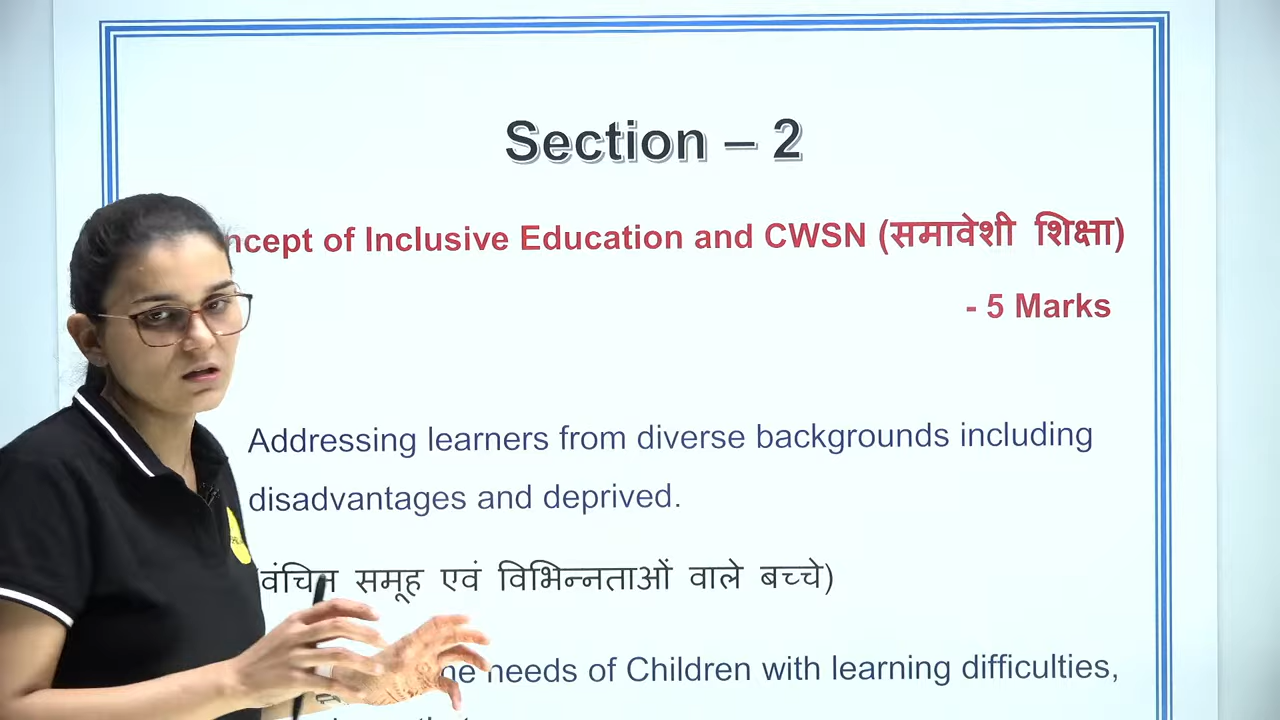 Section – 2
ncept of Inclusive Education and CWSN (समावेशी शिक्षा)
- 5 Marks
Addressing learners from diverse backgrounds including
disadvantages and deprived.
वंचित समूह एवं विभिन्नताओं वाले बच्चे)
needs of Children with learning difficulties,